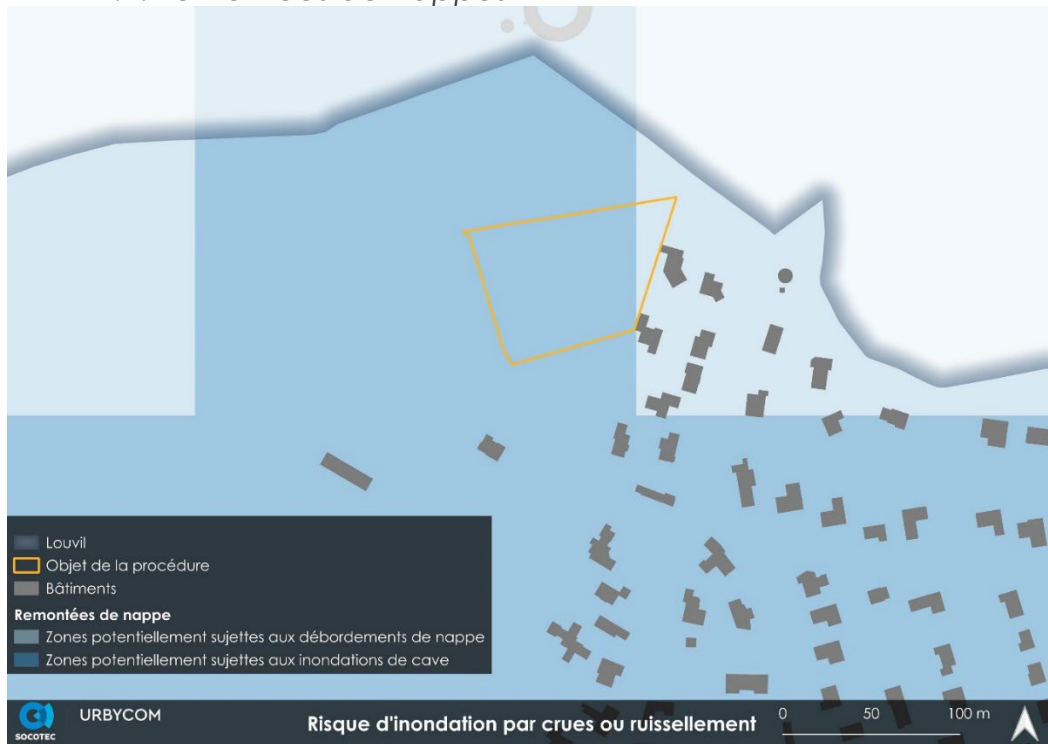 Louvil
Objet de la procédure
Bâtiments
Remontées de nappe
Zones potentiellement sujettes aux débordements de nappe
Zones potentiellement sujettes aux inondations de cave
SOCOTEC
URBYCOM
Risque d'inondation par crues ou ruissellement
0 50 100 m